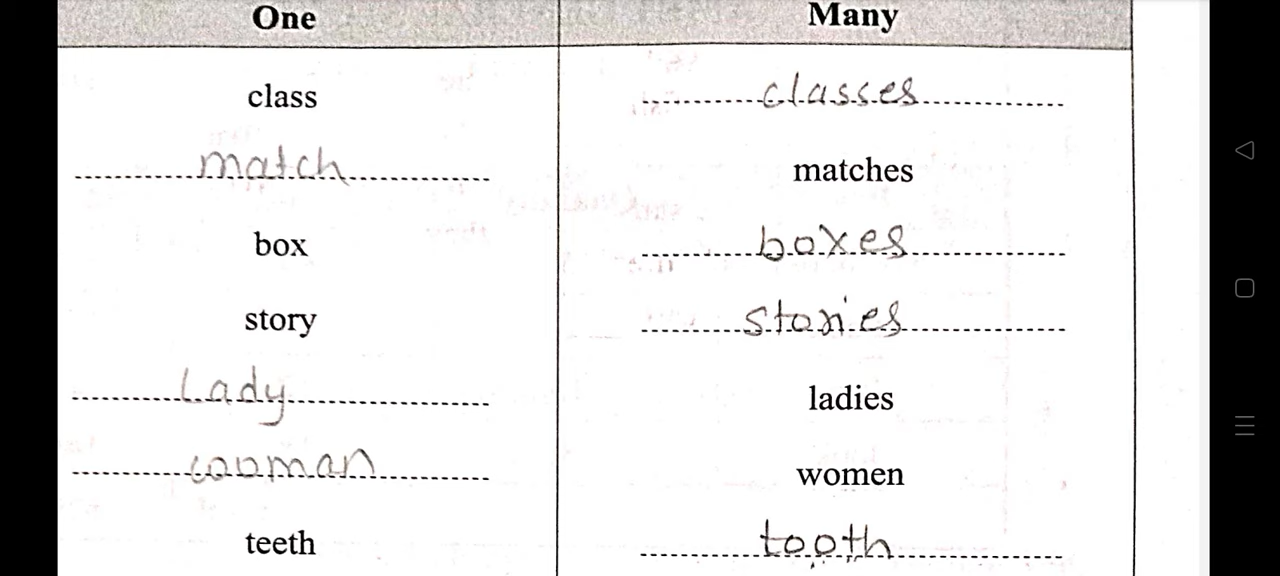 One Many
class classes
match matches
box boxes
story stories
Lady ladies
woman women
teeth tooth